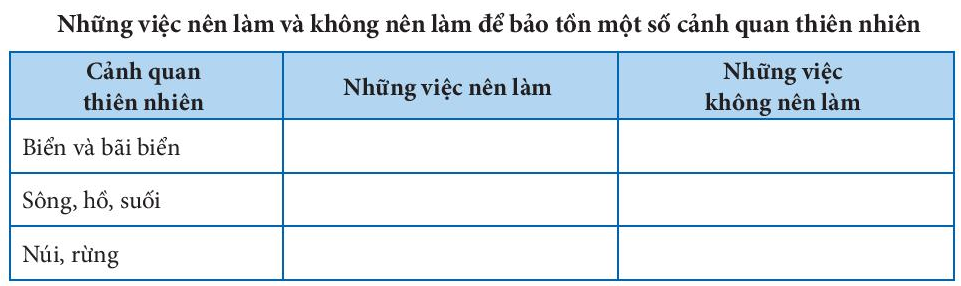 Những việc nên làm và không nên làm để bảo tồn một số cảnh quan thiên nhiên
Cảnh quan
thiên nhiên
Những việc nên làm
Những việc
không nên làm
Biển và bãi biển
Sông, hồ, suối
Núi, rừng